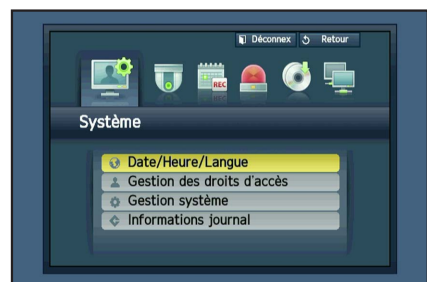 Déconnex Retour
REC
Système
Date/Heure/Langue
Gestion des droits d'accès
Gestion système
Informations journal